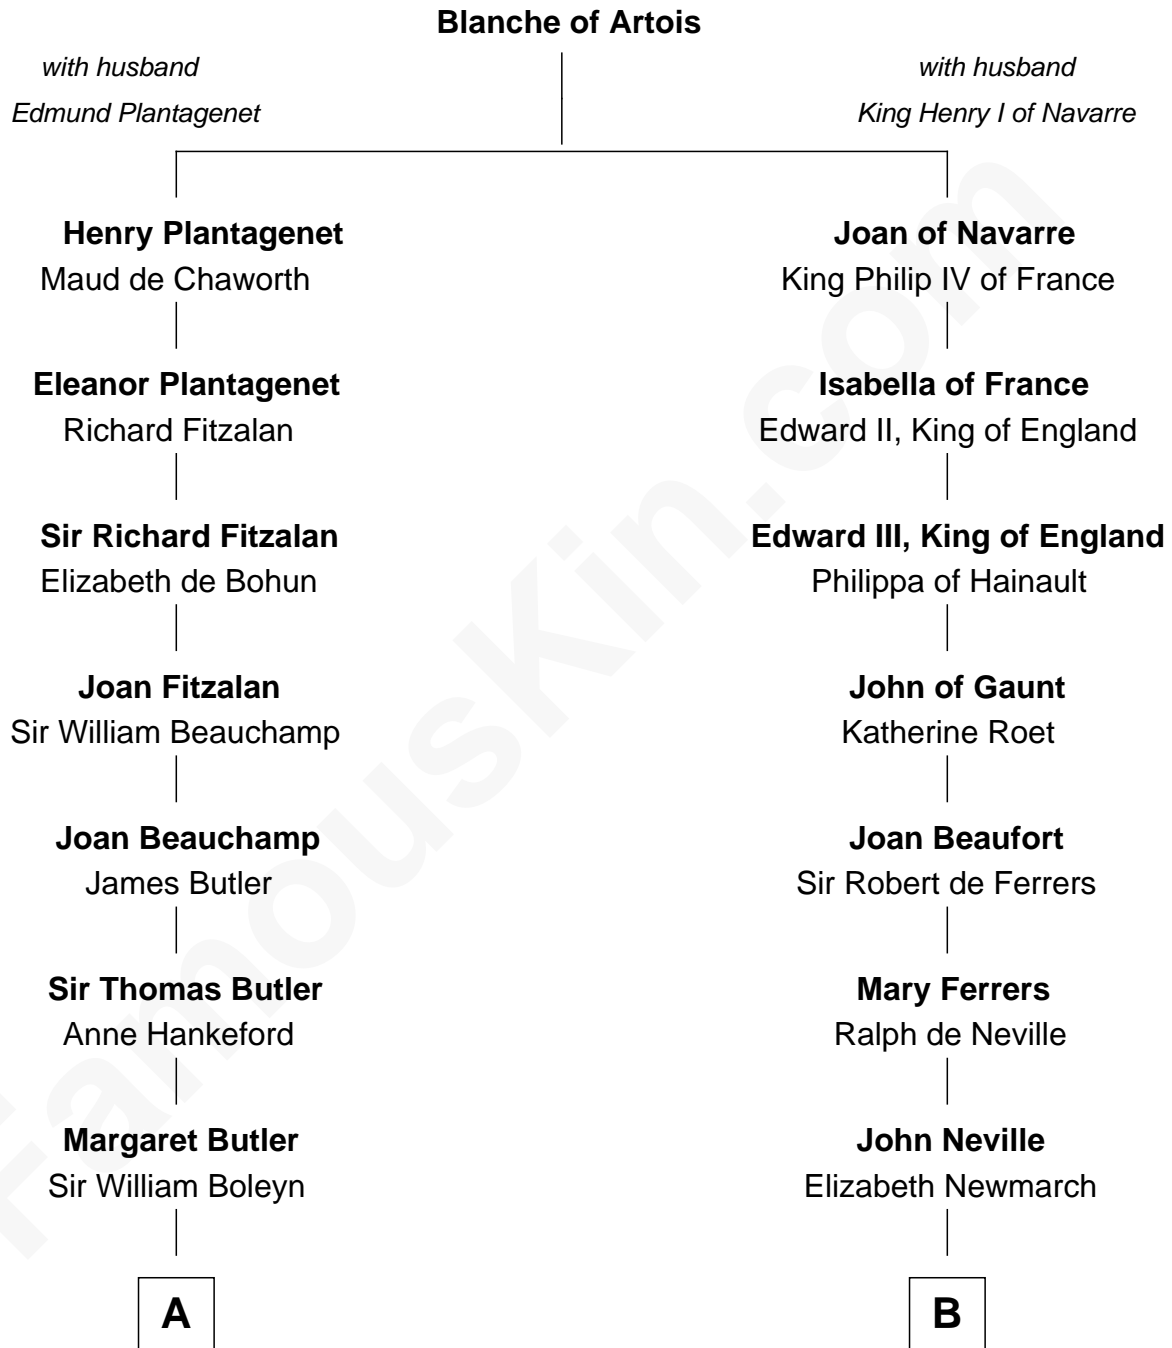 Blanche of Artois
with husband
Edmund Plantagenet
with husband
King Henry I of Navarre
Henry Plantagenet
Maud de Chaworth
Joan of Navarre
King Philip IV of France
Eleanor Plantagenet
Richard Fitzalan
Isabella of France
Edward II, King of England
Sir Richard Fitzalan
Elizabeth de Bohun
Edward III, King of England
Philippa of Hainault
Joan Fitzalan
Sir William Beauchamp
John of Gaunt
Katherine Roet
Joan Beauchamp
James Butler
Joan Beaufort
Sir Robert de Ferrers
Sir Thomas Butler
Anne Hankeford
Mary Ferrers
Ralph de Neville
Margaret Butler
Sir William Boleyn
John Neville
Elizabeth Newmarch
A
B
FamousKin.com